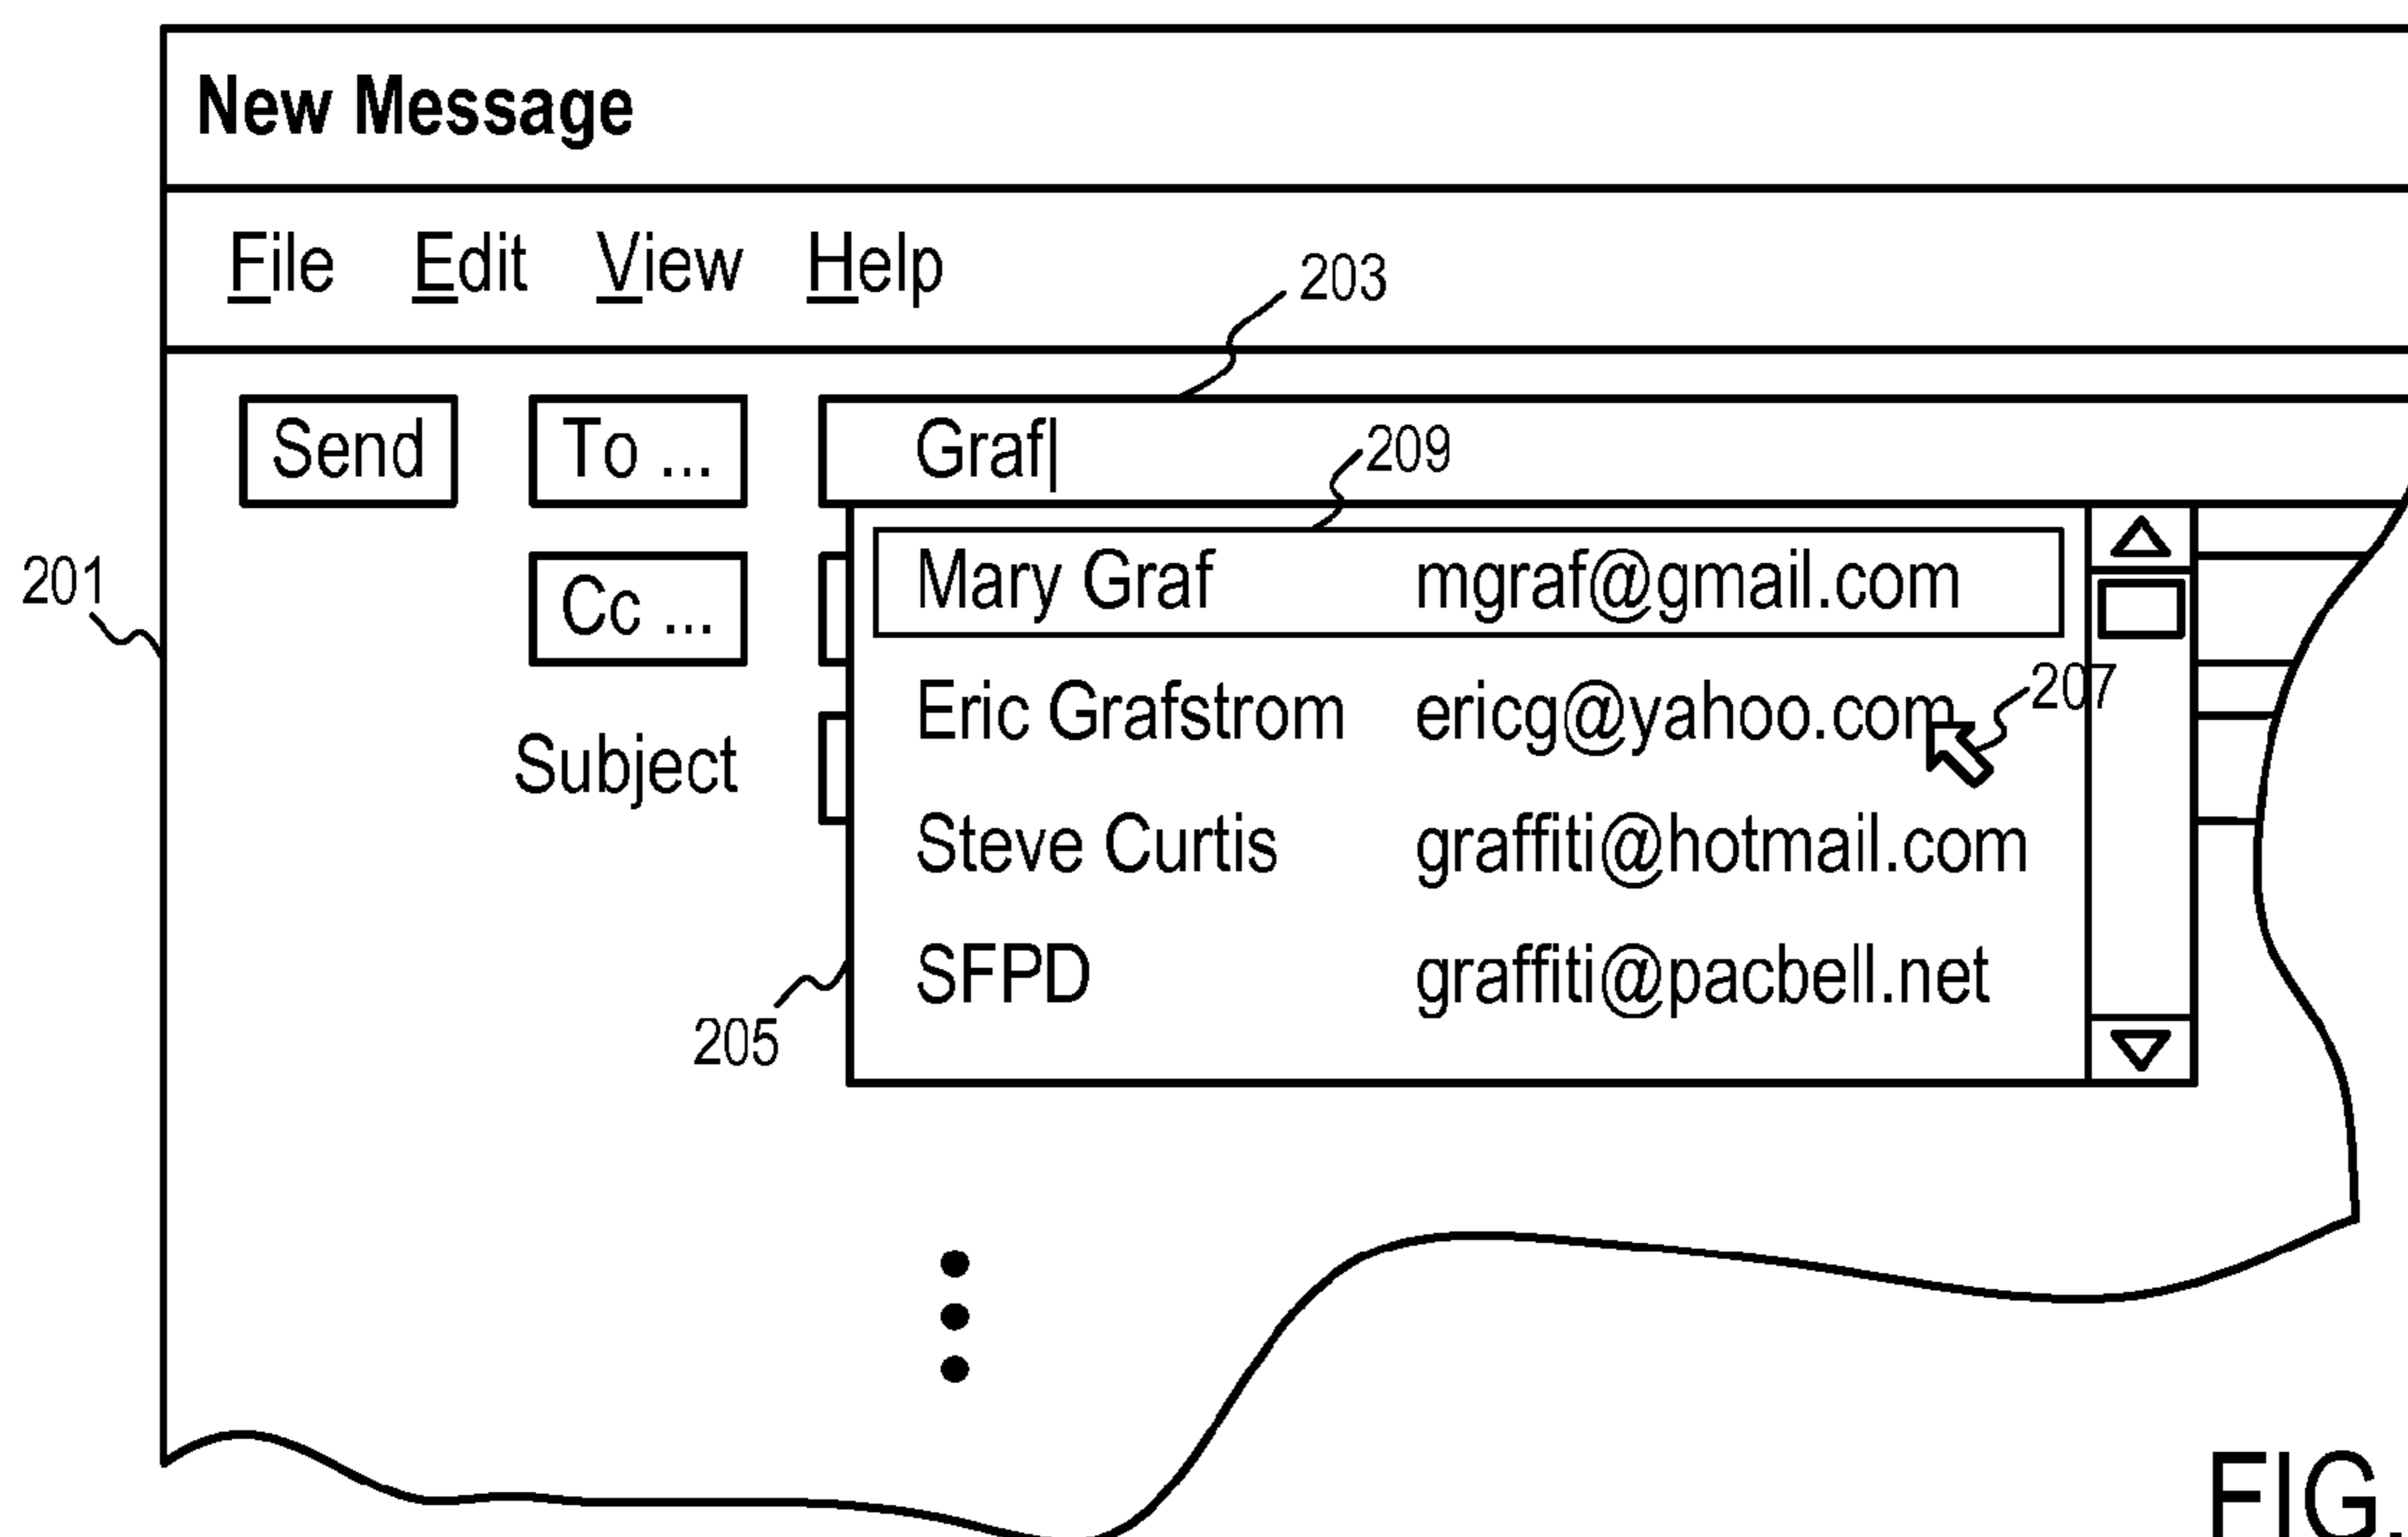 New Message
File Edit View Help
203
Send To ... Graf
209
Mary Graf mgraf@gmail.com
201
Cc ...
Eric Grafstrom ericg@yahoo.com
207
Subject
Steve Curtis graffiti@hotmail.com
SFPD graffiti@pacbell.net
205
FIG.